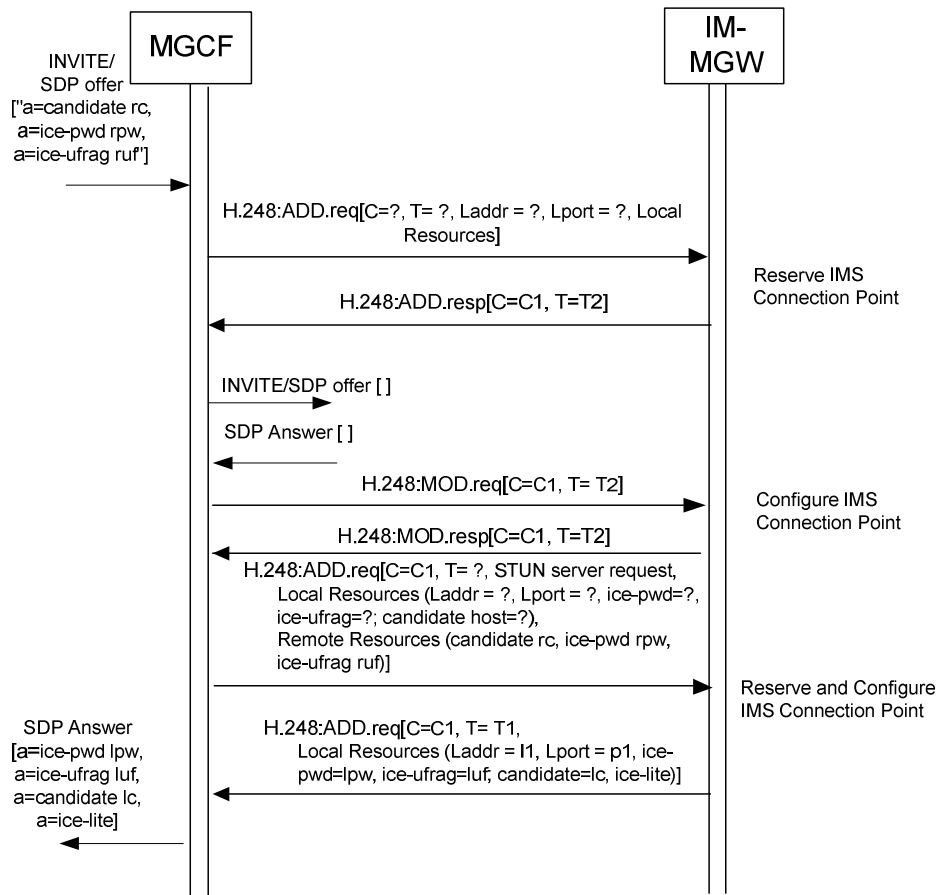 MGCF
IM-
MGW
INVITE/
SDP offer
["a=candidate rc,
a=ice-pwd rpw,
a=ice-ufrag ruf"]
H.248:ADD.req[C=?, T= ?, Laddr = ?, Lport = ?, Local
Resources]
Reserve IMS
Connection Point
H.248:ADD.resp[C=C1, T=T2]
INVITE/SDP offer [ ]
SDP Answer [ ]
H.248:MOD.req[C=C1, T= T2]
Configure IMS
Connection Point
H.248:MOD.resp[C=C1, T=T2]
H.248:ADD.req[C=C1, T= ?, STUN server request,
Local Resources (Laddr = ?, Lport = ?, ice-pwd=?,
ice-ufrag=?; candidate host=?),
Remote Resources (candidate rc, ice-pwd rpw,
ice-ufrag ruf)]
Reserve and Configure
IMS Connection Point
H.248:ADD.req[C=C1, T= T1,
Local Resources (Laddr = l1, Lport = p1, ice-
pwd=lpw, ice-ufrag=luf; candidate=lc, ice-lite)]
SDP Answer
[a=ice-pwd lpw,
a=ice-ufrag luf,
a=candidate lc,
a=ice-lite]